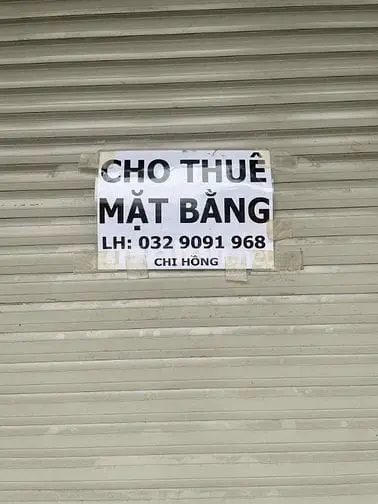 CHO THUÊ
MẶT BẰNG
LH: 032 9091 968
CHI HỒNG